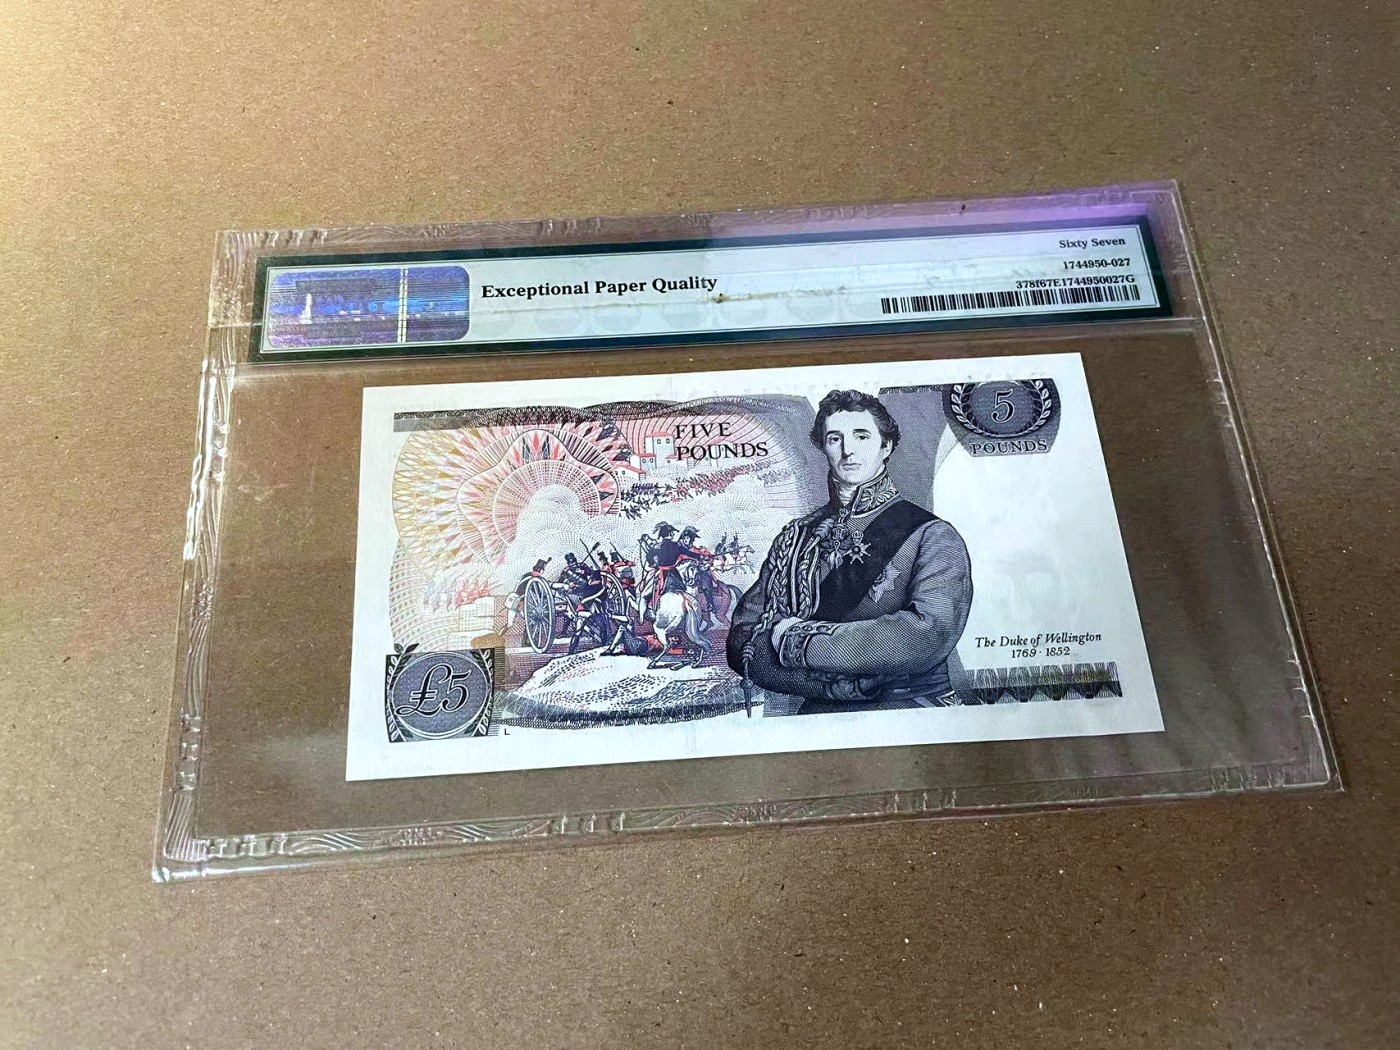 Exceptional Paper Quality
Sixty Seven
1744950-027
378f67E1744950027G
FIVE
POUNDS
5
POUNDS
The Duke of Wellington
1769 · 1852
£5
L